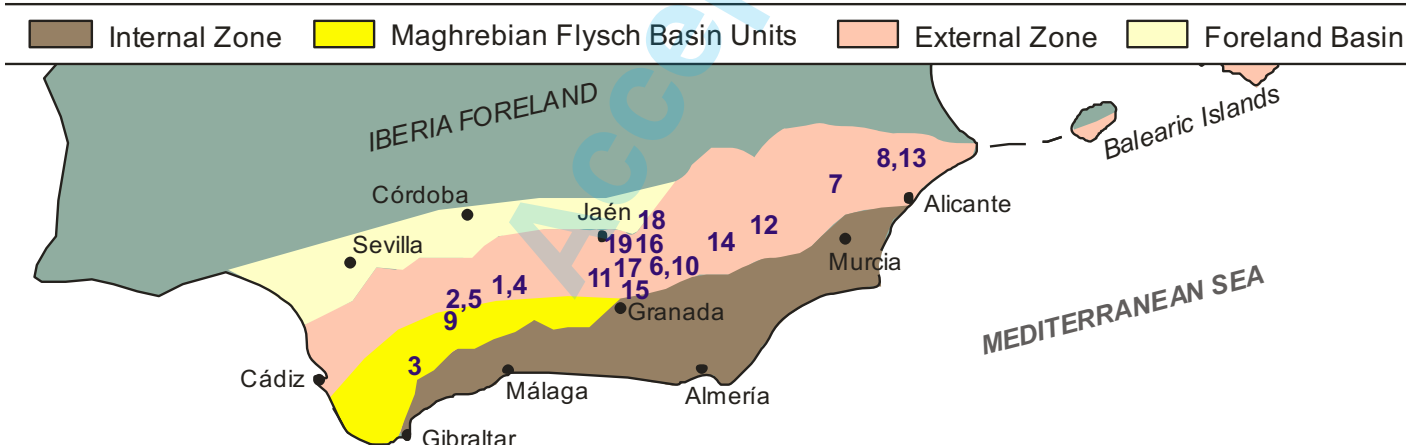 Internal Zone
Maghrebian Flysch Basin Units
External Zone
Foreland Basin
Accep
IBERIA FORELAND
Balearic Islands
8,13
7
Córdoba
Alicante
Jaén
18
12
Sevilla
19 16
14
Murcia
17 6,10
11
1,4
15
2,5
Granada
9
MEDITERRANEAN SEA
3
Cádiz
Málaga
Almería
Gibraltar